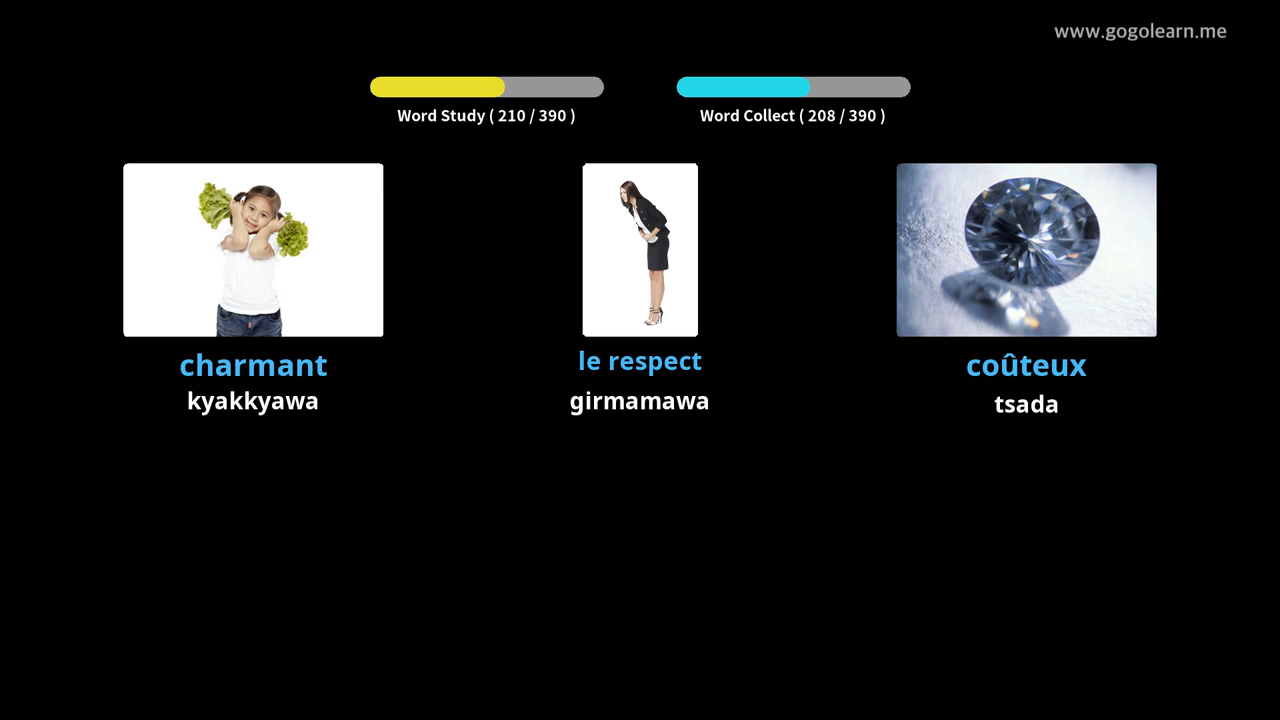 www.gogolearn.me
Word Study ( 210 / 390 )
Word Collect ( 208 / 390 )
charmant
kyakkyawa
le respect
girmamawa
coûteux
tsada